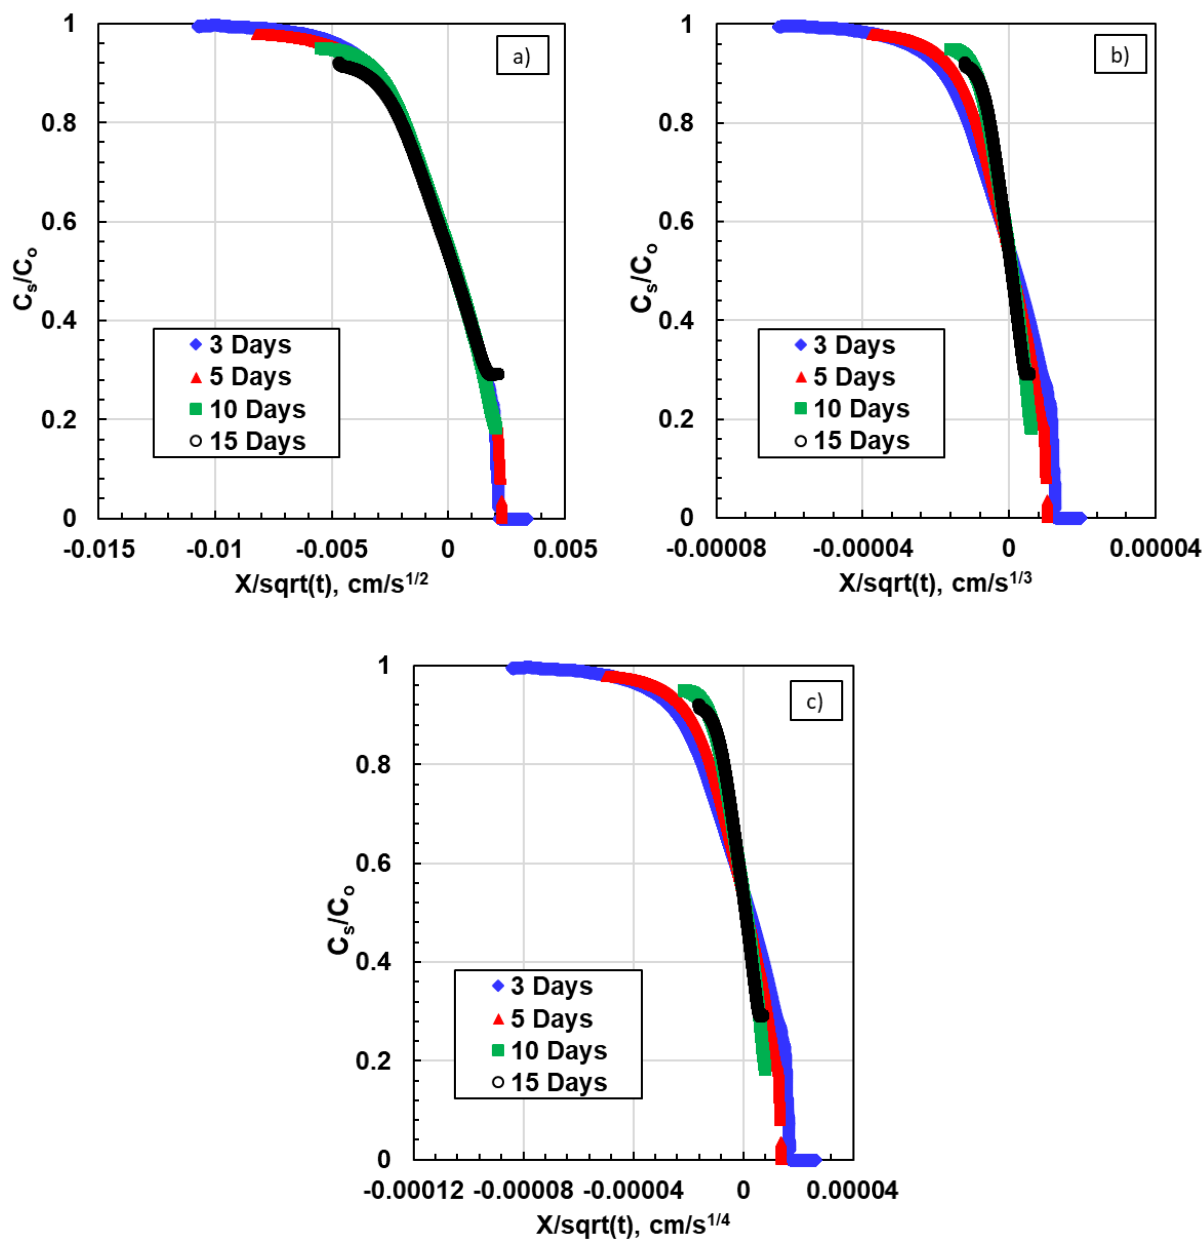 a)
1
0.8
0.6
0.4
0.2
0
Cs/Co
3 Days
5 Days
10 Days
15 Days
-0.015 -0.01 -0.005 0 0.005
X/sqrt(t), cm/s1/2
b)
1
0.8
0.6
0.4
0.2
0
Cs/Co
3 Days
5 Days
10 Days
15 Days
-0.00008 -0.00004 0 0.00004
X/sqrt(t), cm/s1/3
c)
1
0.8
0.6
0.4
0.2
0
Cs/Co
3 Days
5 Days
10 Days
15 Days
-0.00012 -0.00008 -0.00004 0 0.00004
X/sqrt(t), cm/s1/4